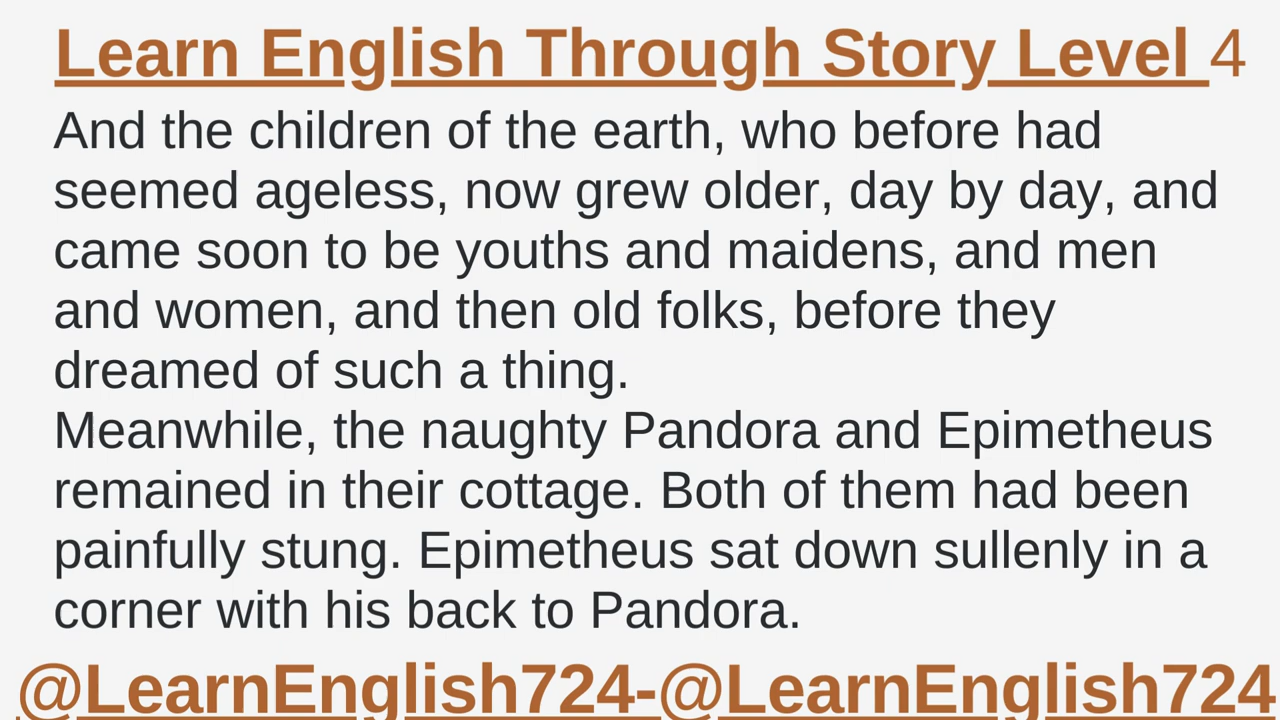 Learn English Through Story Level 4
And the children of the earth, who before had
seemed ageless, now grew older, day by day, and
came soon to be youths and maidens, and men
and women, and then old folks, before they
dreamed of such a thing.
Meanwhile, the naughty Pandora and Epimetheus
remained in their cottage. Both of them had been
painfully stung. Epimetheus sat down sullenly in a
corner with his back to Pandora.
@LearnEnglish724-@LearnEnglish724